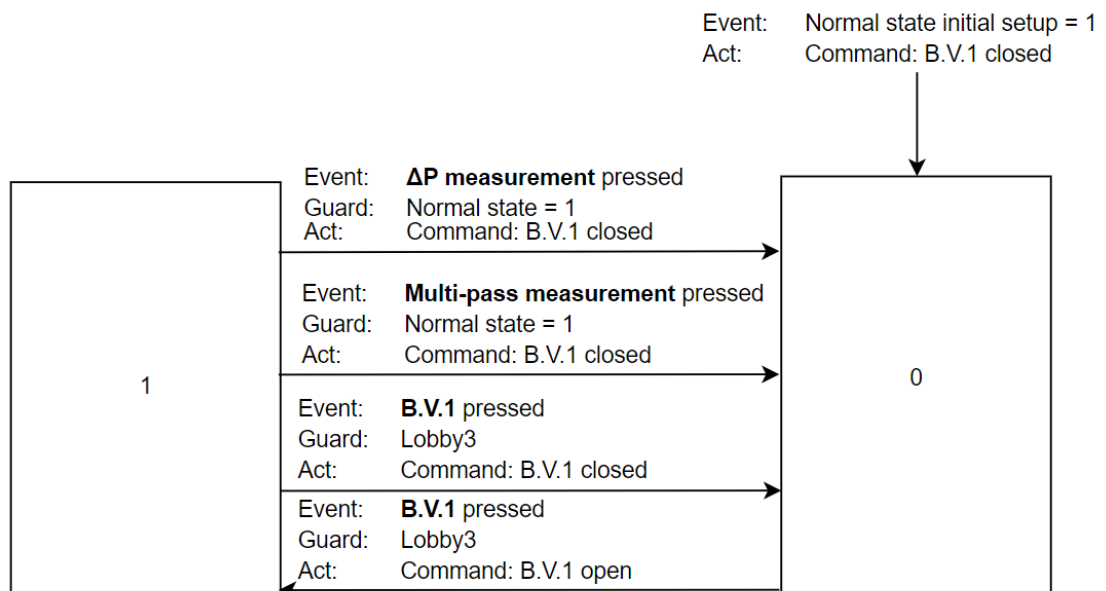 Event: Normal state initial setup = 1
Act: Command: B.V.1 closed
Event: ΔP measurement pressed
Guard: Normal state = 1
Act: Command: B.V.1 closed
Event: Multi-pass measurement pressed
Guard: Normal state = 1
Act: Command: B.V.1 closed
1
0
Event: B.V.1 pressed
Guard: Lobby3
Act: Command: B.V.1 closed
Event: B.V.1 pressed
Guard: Lobby3
Act: Command: B.V.1 open